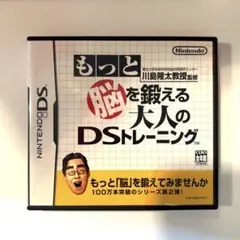 もっと
Nintendo
東北大学未来科学技術共同研究センター
川島隆太教授監修
脳を鍛える
大人の
DSトレーニング
TM
NINTENDO DS
もっと「脳」を鍛えてみませんか
100万本突破のシリーズ第2弾!